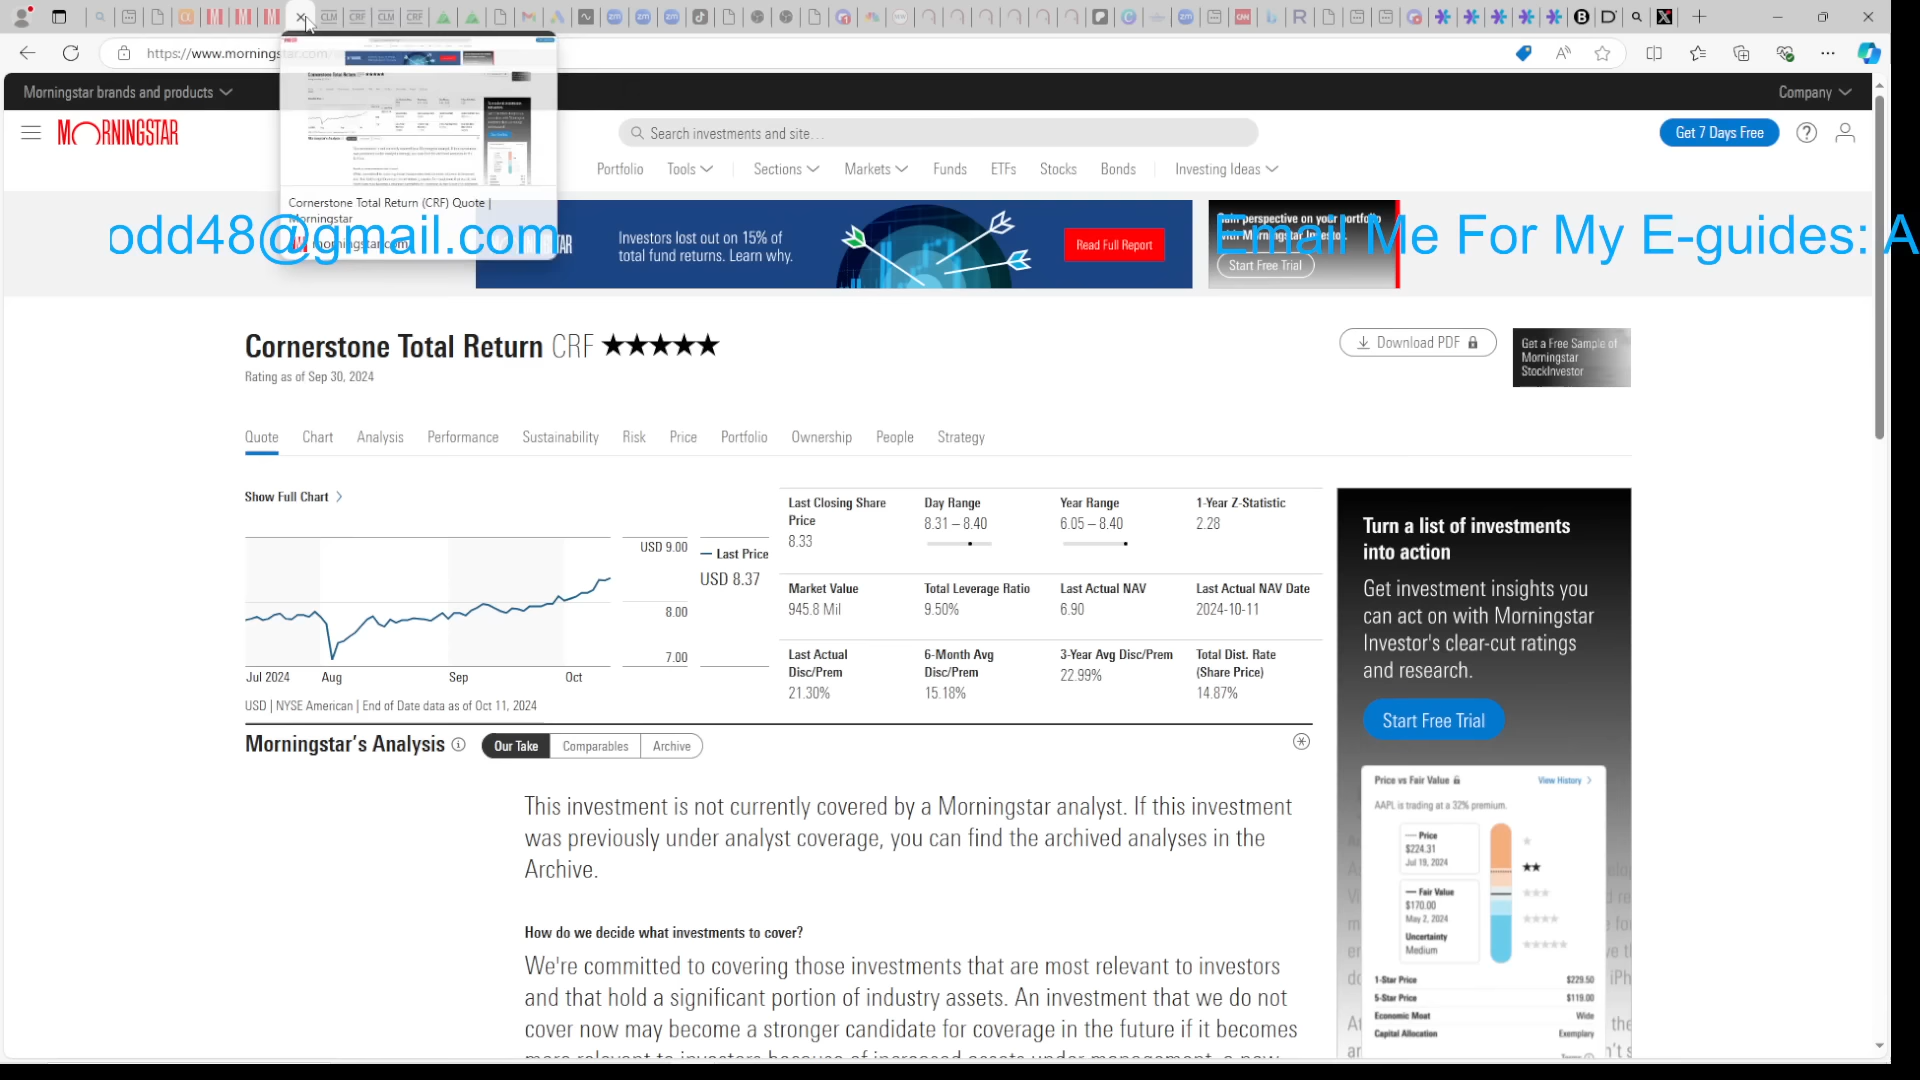 CLM
CRF
CLM
CRF
https://www.mornings
Morningstar brands and products
Company
MORNINGSTAR
Search investments and site…
Get 7 Days Free
Portfolio
Tools
Sections
Markets
Funds
ETFs
Stocks
Bonds
Investing Ideas
Cornerstone Total Return (CRF) Quote |
Morningstar
morningstar.com
odd48@gmail.com
Investors lost out on 15% of
total fund returns. Learn why.
Read Full Report
Gain perspective on your portfolio
with Morningstar Investor.
Start Free Trial
Email Me For My E-guides: A
Cornerstone Total Return CRF ★★★★★
Rating as of Sep 30, 2024
Download PDF
Get a Free Sample of
Morningstar
StockInvestor
Quote
Chart
Analysis
Performance
Sustainability
Risk
Price
Portfolio
Ownership
People
Strategy
Show Full Chart
USD 9.00
8.00
7.00
Last Price
USD 8.37
Jul 2024
Aug
Sep
Oct
USD | NYSE American | End of Date data as of Oct 11, 2024
Last Closing Share
Price
8.33
Day Range
8.31 – 8.40
Year Range
6.05 – 8.40
1-Year Z-Statistic
2.28
Market Value
945.8 Mil
Total Leverage Ratio
9.50%
Last Actual NAV
6.90
Last Actual NAV Date
2024-10-11
Last Actual
Disc/Prem
21.30%
6-Month Avg
Disc/Prem
15.18%
3-Year Avg Disc/Prem
22.99%
Total Dist. Rate
(Share Price)
14.87%
Morningstar's Analysis
Our Take
Comparables
Archive
This investment is not currently covered by a Morningstar analyst. If this investment
was previously under analyst coverage, you can find the archived analyses in the
Archive.
How do we decide what investments to cover?
We're committed to covering those investments that are most relevant to investors
and that hold a significant portion of industry assets. An investment that we do not
cover now may become a stronger candidate for coverage in the future if it becomes
Turn a list of investments
into action
Get investment insights you
can act on with Morningstar
Investor's clear-cut ratings
and research.
Start Free Trial
Price vs Fair Value
View History
AAPL is trading at a 32% premium.
Price
$224.31
Jul 19, 2024
Fair Value
$170.00
May 2, 2024
Uncertainty
Medium
1-Star Price
$229.50
5-Star Price
$119.00
Economic Moat
Wide
Capital Allocation
Exemplary